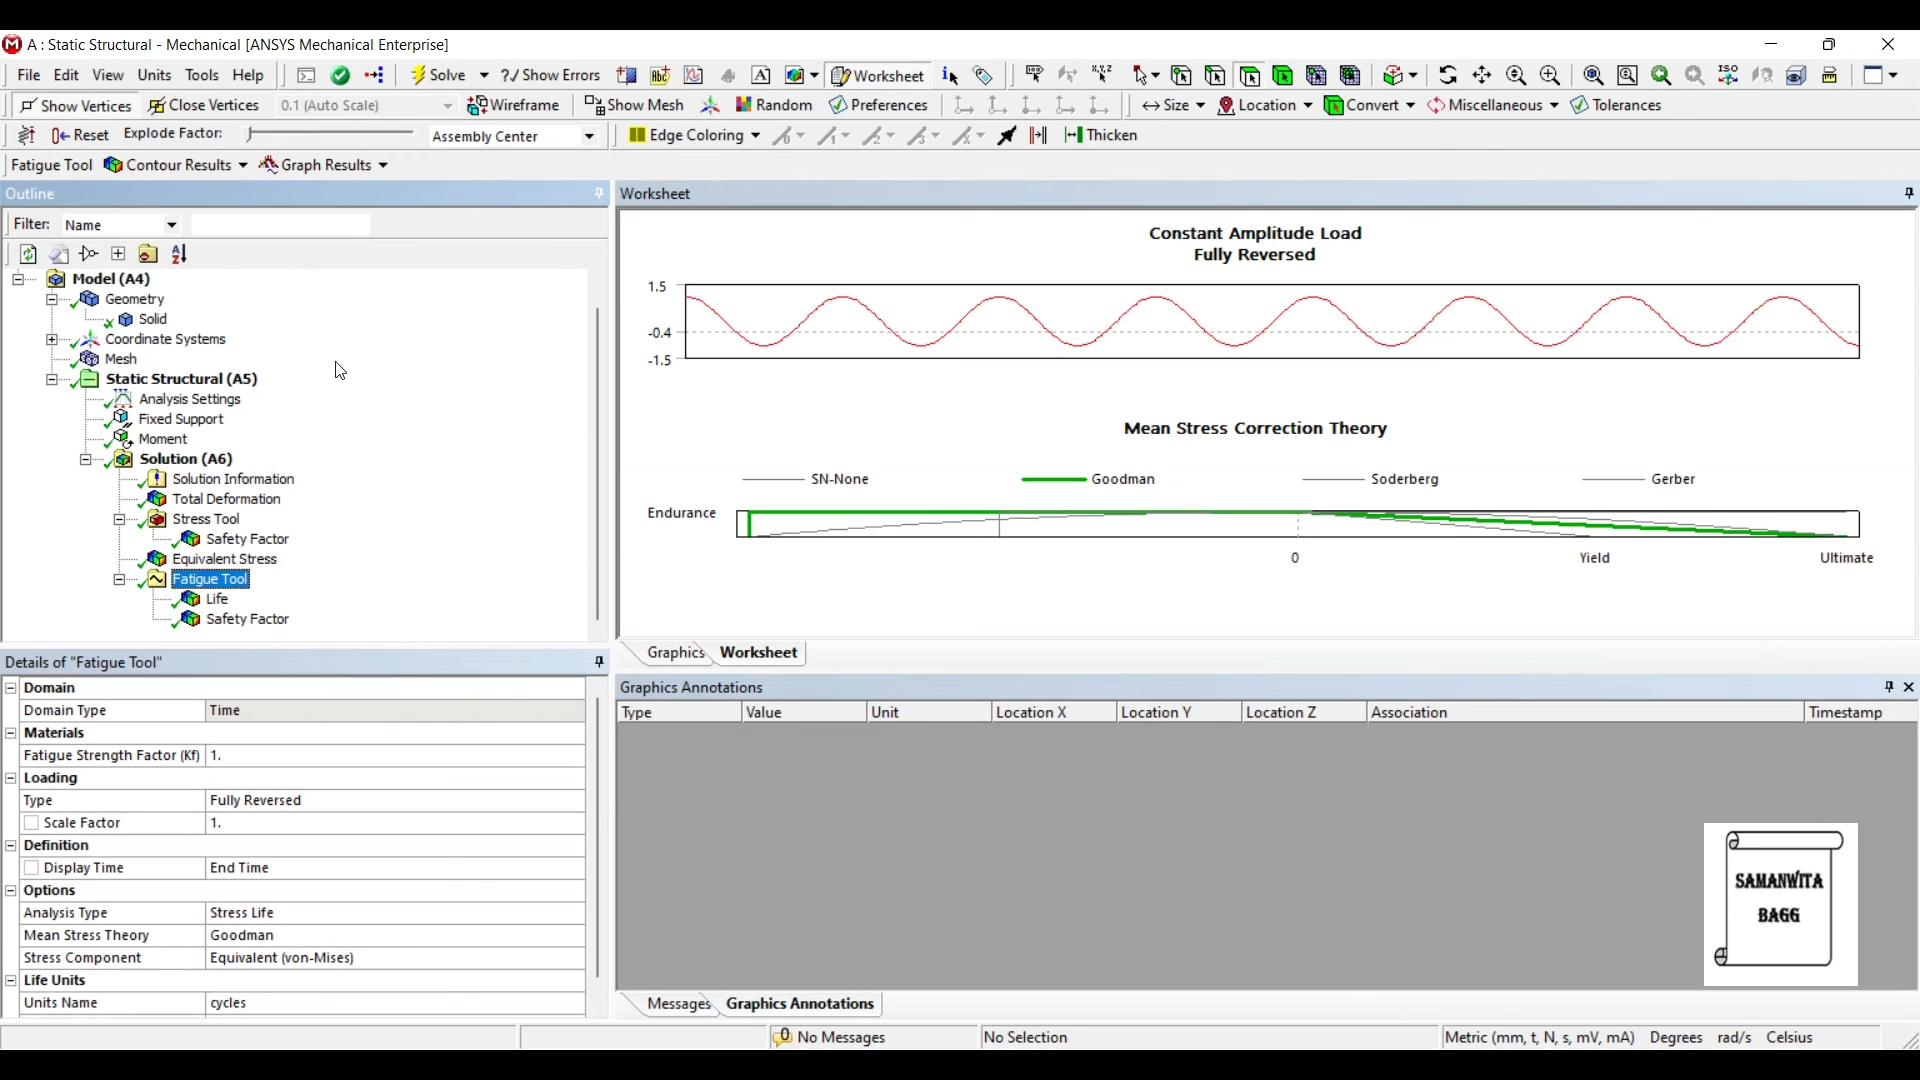 A : Static Structural - Mechanical [ANSYS Mechanical Enterprise]
File Edit View Units Tools Help Solve ?/ Show Errors Worksheet
Show Vertices Close Vertices 0.1 (Auto Scale) Wireframe Show Mesh Random Preferences Size Location Convert Miscellaneous Tolerances
Reset Explode Factor: Assembly Center Edge Coloring Thicken
Fatigue Tool Contour Results Graph Results
Outline
Filter: Name
Model (A4)
Geometry
Solid
Coordinate Systems
Mesh
Static Structural (A5)
Analysis Settings
Fixed Support
Moment
Solution (A6)
Solution Information
Total Deformation
Stress Tool
Safety Factor
Equivalent Stress
Fatigue Tool
Life
Safety Factor
Details of "Fatigue Tool"
Domain
Domain Type Time
Materials
Fatigue Strength Factor (Kf) 1.
Loading
Type Fully Reversed
Scale Factor 1.
Definition
Display Time End Time
Options
Analysis Type Stress Life
Mean Stress Theory Goodman
Stress Component Equivalent (von-Mises)
Life Units
Units Name cycles
Worksheet
Constant Amplitude Load
Fully Reversed
1.5
-0.4
-1.5
Mean Stress Correction Theory
SN-None Goodman Soderberg Gerber
Endurance
0 Yield Ultimate
Graphics Worksheet
Graphics Annotations
Type Value Unit Location X Location Y Location Z Association Timestamp
SAMANWITA
BAGG
Messages Graphics Annotations
0 No Messages No Selection Metric (mm, t, N, s, mV, mA) Degrees rad/s Celsius